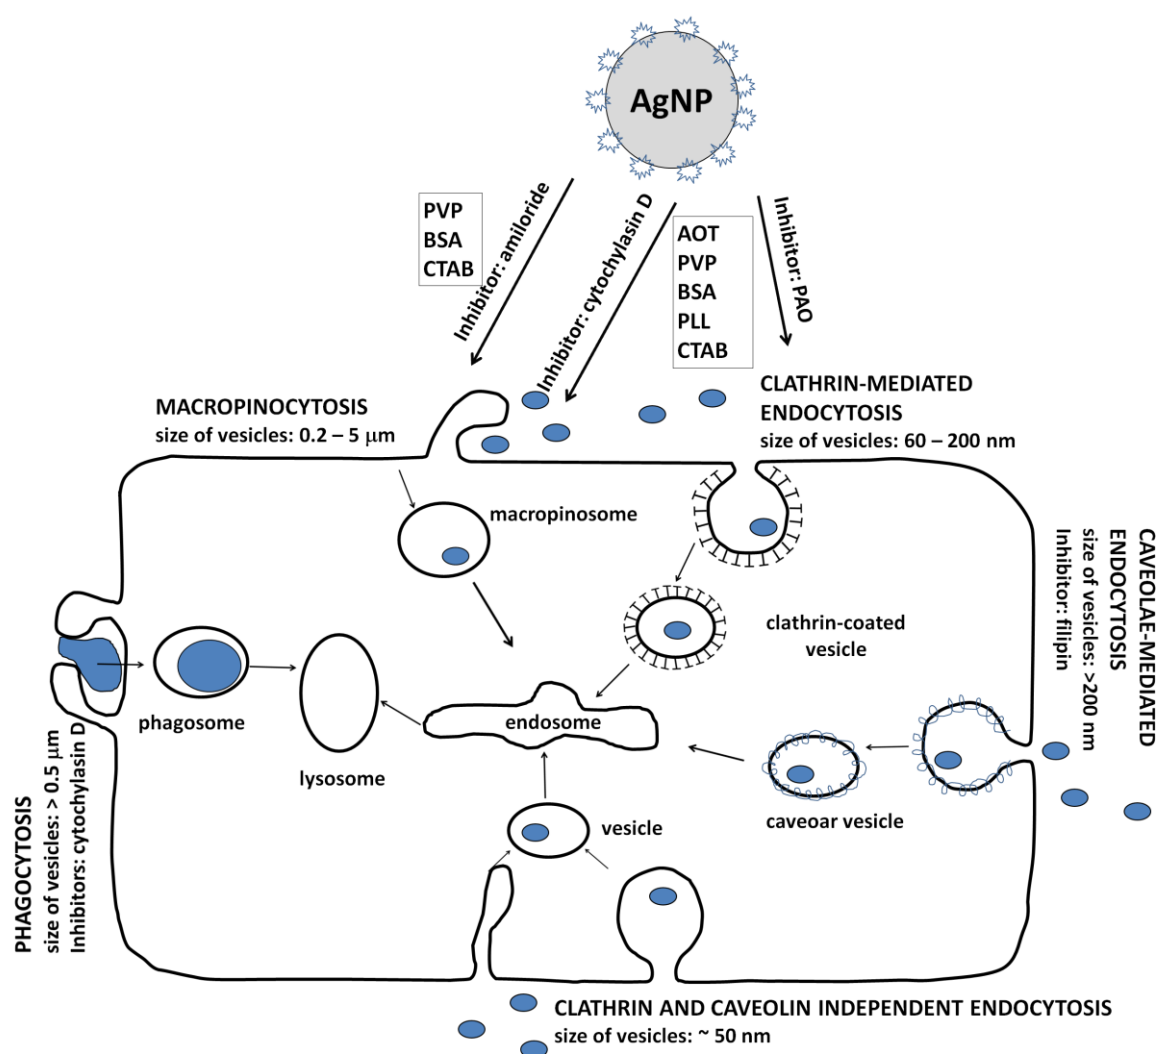 AgNP
PVP
BSA
CTAB
Inhibitor: amiloride
Inhibitor: cytochylasin D
AOT
PVP
BSA
PLL
CTAB
Inhibitor: PAO
MACROPINOCYTOSIS
size of vesicles: 0.2 – 5 μm
CLATHRIN-MEDIATED
ENDOCYTOSIS
size of vesicles: 60 – 200 nm
macropinosome
clathrin-coated
vesicle
CAVEOLAE-MEDIATED
ENDOCYTOSIS
size of vesicles: >200 nm
Inhibitor: filipin
phagosome
lysosome
endosome
caveoar vesicle
vesicle
PHAGOCYTOSIS
size of vesicles: > 0.5 μm
Inhibitors: cytochylasin D
CLATHRIN AND CAVEOLIN INDEPENDENT ENDOCYTOSIS
size of vesicles: ~ 50 nm